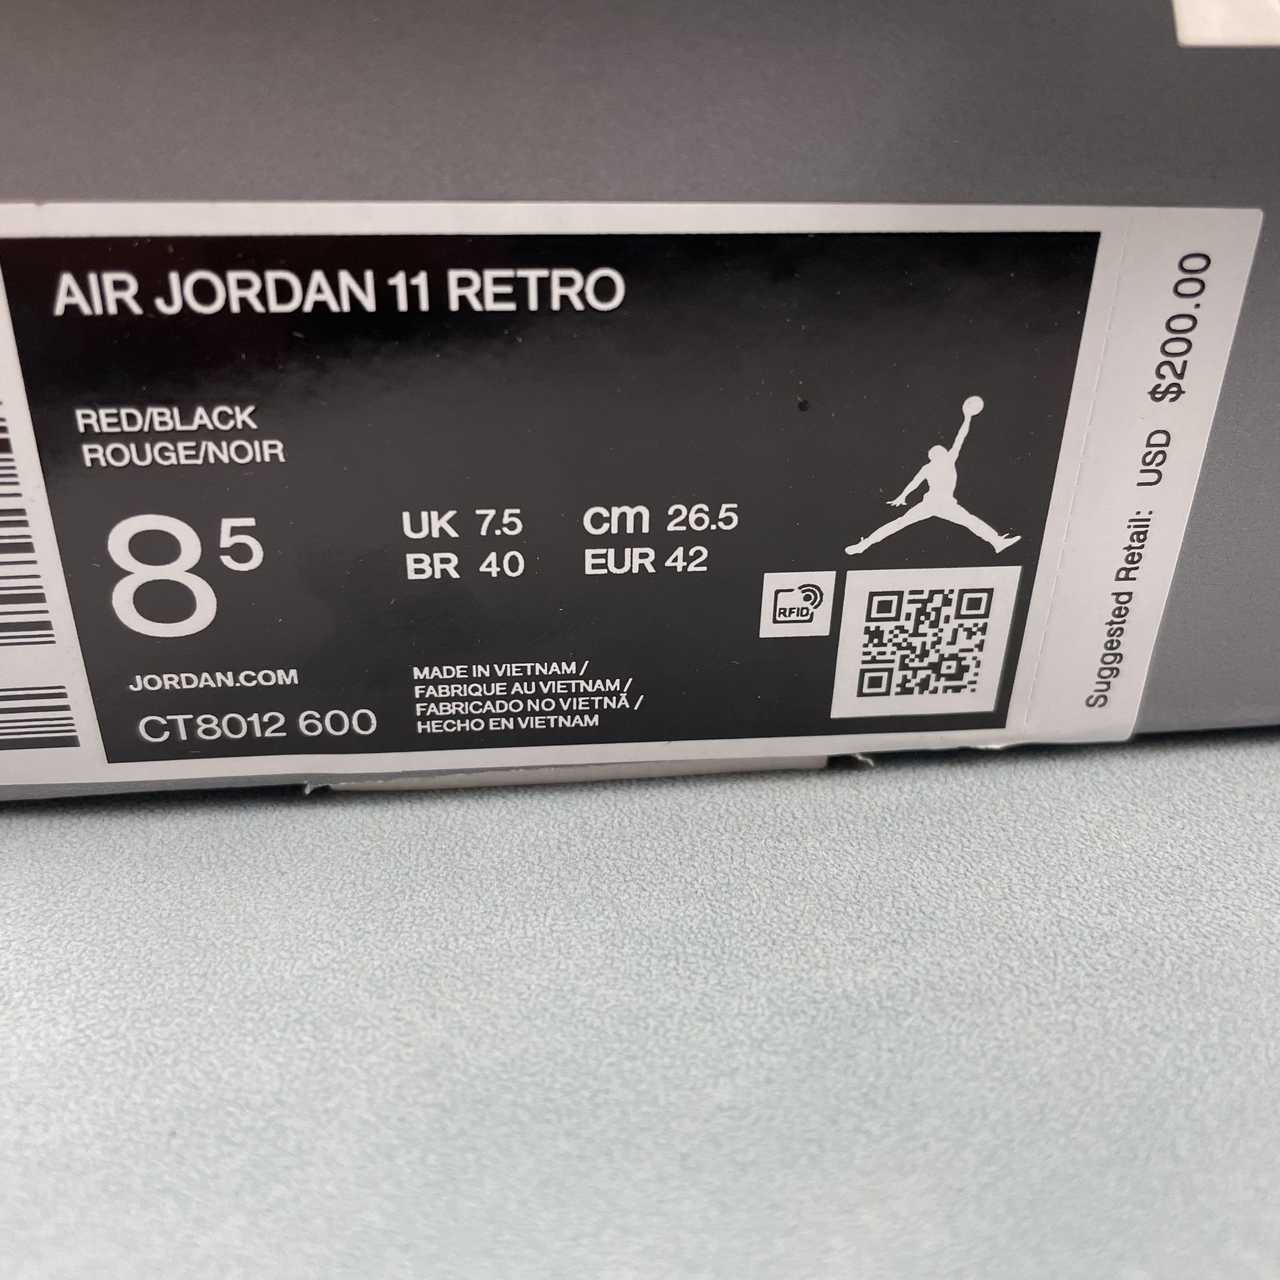 AIR JORDAN 11 RETRO
RED/BLACK
ROUGE/NOIR
8 5
UK 7.5 cm 26.5
BR 40 EUR 42
RFID
JORDAN.COM
CT8012 600
MADE IN VIETNAM /
FABRIQUE AU VIETNAM /
FABRICADO NO VIETNÃ /
HECHO EN VIETNAM
Suggested Retail: USD $200.00